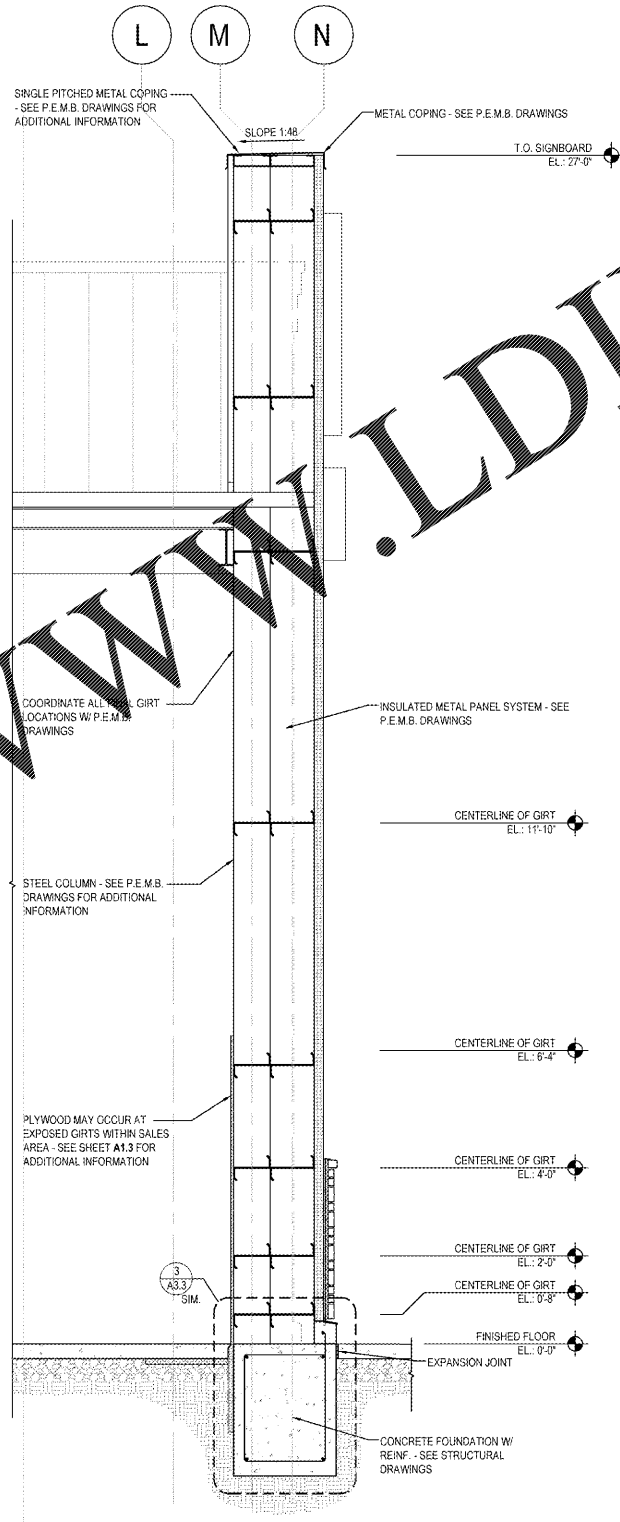 L M N
SINGLE PITCHED METAL COPING
- SEE P.E.M.B. DRAWINGS FOR
ADDITIONAL INFORMATION
METAL COPING - SEE P.E.M.B. DRAWINGS
SLOPE 1:48
T.O. SIGNBOARD
EL.: 27'-0"
WWW.LD
COORDINATE ALL GIRT
LOCATIONS W/ P.E.M.B.
DRAWINGS
INSULATED METAL PANEL SYSTEM - SEE
P.E.M.B. DRAWINGS
CENTERLINE OF GIRT
EL.: 11'-10"
STEEL COLUMN - SEE P.E.M.B.
DRAWINGS FOR ADDITIONAL
INFORMATION
CENTERLINE OF GIRT
EL.: 6'-4"
PLYWOOD MAY OCCUR AT
EXPOSED GIRTS WITHIN SALES
AREA - SEE SHEET A1.3 FOR
ADDITIONAL INFORMATION
CENTERLINE OF GIRT
EL.: 4'-0"
CENTERLINE OF GIRT
EL.: 2'-0"
3
A3.3
SIM.
CENTERLINE OF GIRT
EL.: 0'-8"
FINISHED FLOOR
EL.: 0'-0"
EXPANSION JOINT
CONCRETE FOUNDATION W/
REINF. - SEE STRUCTURAL
DRAWINGS